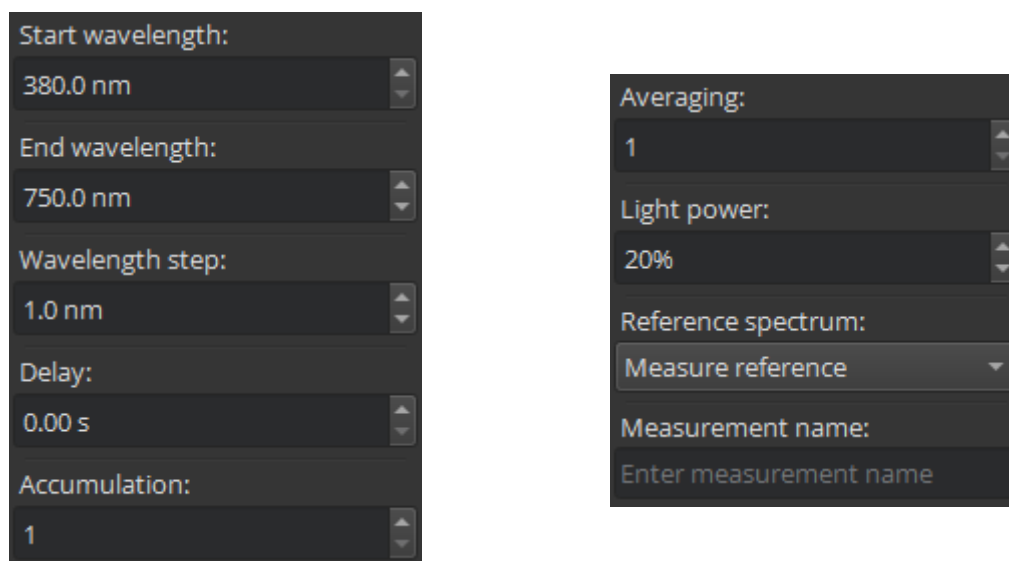 Start wavelength:
380.0 nm
End wavelength:
750.0 nm
Wavelength step:
1.0 nm
Delay:
0.00 s
Accumulation:
1
Averaging:
1
Light power:
20%
Reference spectrum:
Measure reference
Measurement name:
Enter measurement name